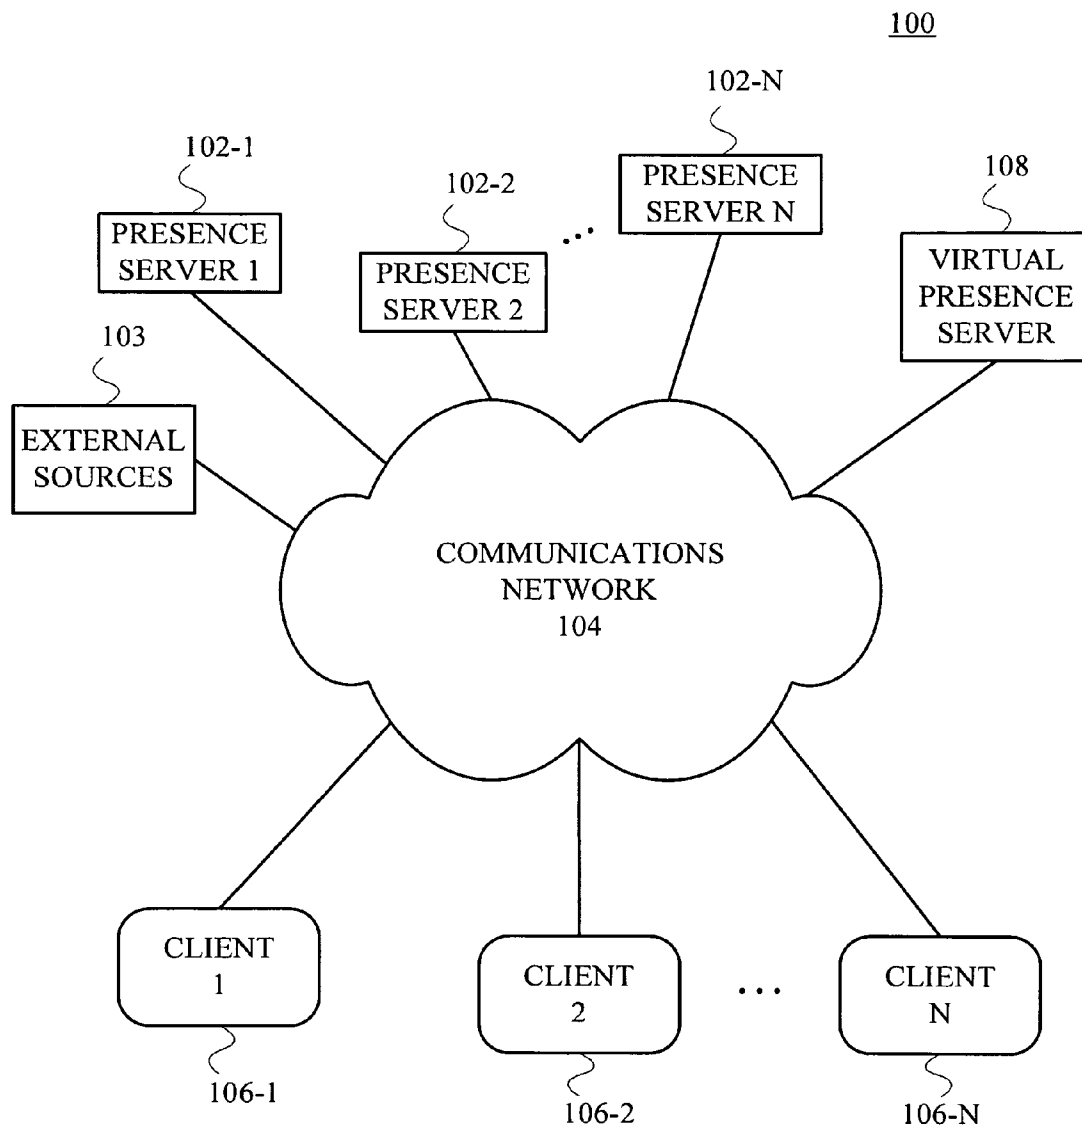 100
102-N
102-1
102-2
108
PRESENCE
SERVER N
PRESENCE
SERVER 1
PRESENCE
SERVER 2
...
VIRTUAL
PRESENCE
SERVER
103
EXTERNAL
SOURCES
COMMUNICATIONS
NETWORK
104
CLIENT
1
CLIENT
2
...
CLIENT
N
106-1
106-2
106-N